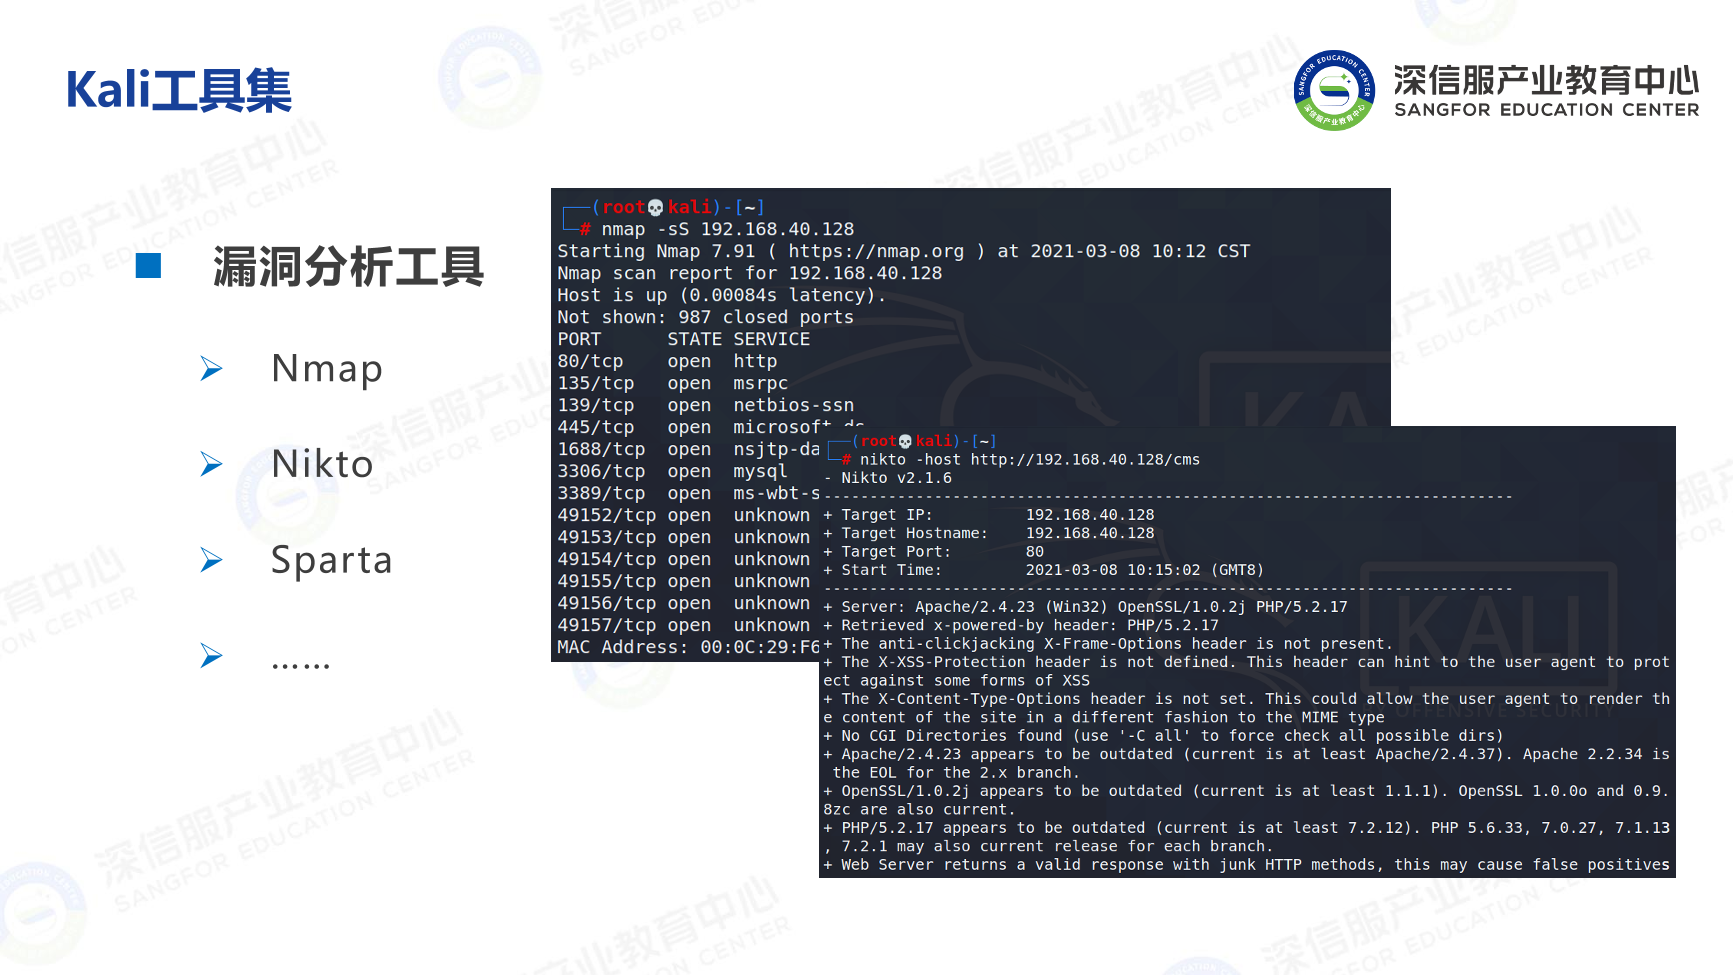 Kali工具集
深信服产业教育中心
SANGFOR EDUCATION CENTER
漏洞分析工具
Nmap
Nikto
Sparta
……
(root💀kali)-[~]
# nmap -sS 192.168.40.128
Starting Nmap 7.91 ( https://nmap.org ) at 2021-03-08 10:12 CST
Nmap scan report for 192.168.40.128
Host is up (0.00084s latency).
Not shown: 987 closed ports
PORT STATE SERVICE
80/tcp open http
135/tcp open msrpc
139/tcp open netbios-ssn
445/tcp open microsoft-ds
1688/tcp open nsjtp-da
3306/tcp open mysql
3389/tcp open ms-wbt-s
49152/tcp open unknown
49153/tcp open unknown
49154/tcp open unknown
49155/tcp open unknown
49156/tcp open unknown
49157/tcp open unknown
MAC Address: 00:0C:29:F6
(root💀kali)-[~]
# nikto -host http://192.168.40.128/cms
- Nikto v2.1.6
---------------------------------------------------------------------------
+ Target IP: 192.168.40.128
+ Target Hostname: 192.168.40.128
+ Target Port: 80
+ Start Time: 2021-03-08 10:15:02 (GMT8)
---------------------------------------------------------------------------
+ Server: Apache/2.4.23 (Win32) OpenSSL/1.0.2j PHP/5.2.17
+ Retrieved x-powered-by header: PHP/5.2.17
+ The anti-clickjacking X-Frame-Options header is not present.
+ The X-XSS-Protection header is not defined. This header can hint to the user agent to prot
ect against some forms of XSS
+ The X-Content-Type-Options header is not set. This could allow the user agent to render th
e content of the site in a different fashion to the MIME type
+ No CGI Directories found (use '-C all' to force check all possible dirs)
+ Apache/2.4.23 appears to be outdated (current is at least Apache/2.4.37). Apache 2.2.34 is
the EOL for the 2.x branch.
+ OpenSSL/1.0.2j appears to be outdated (current is at least 1.1.1). OpenSSL 1.0.0o and 0.9.
8zc are also current.
+ PHP/5.2.17 appears to be outdated (current is at least 7.2.12). PHP 5.6.33, 7.0.27, 7.1.13
, 7.2.1 may also current release for each branch.
+ Web Server returns a valid response with junk HTTP methods, this may cause false positives